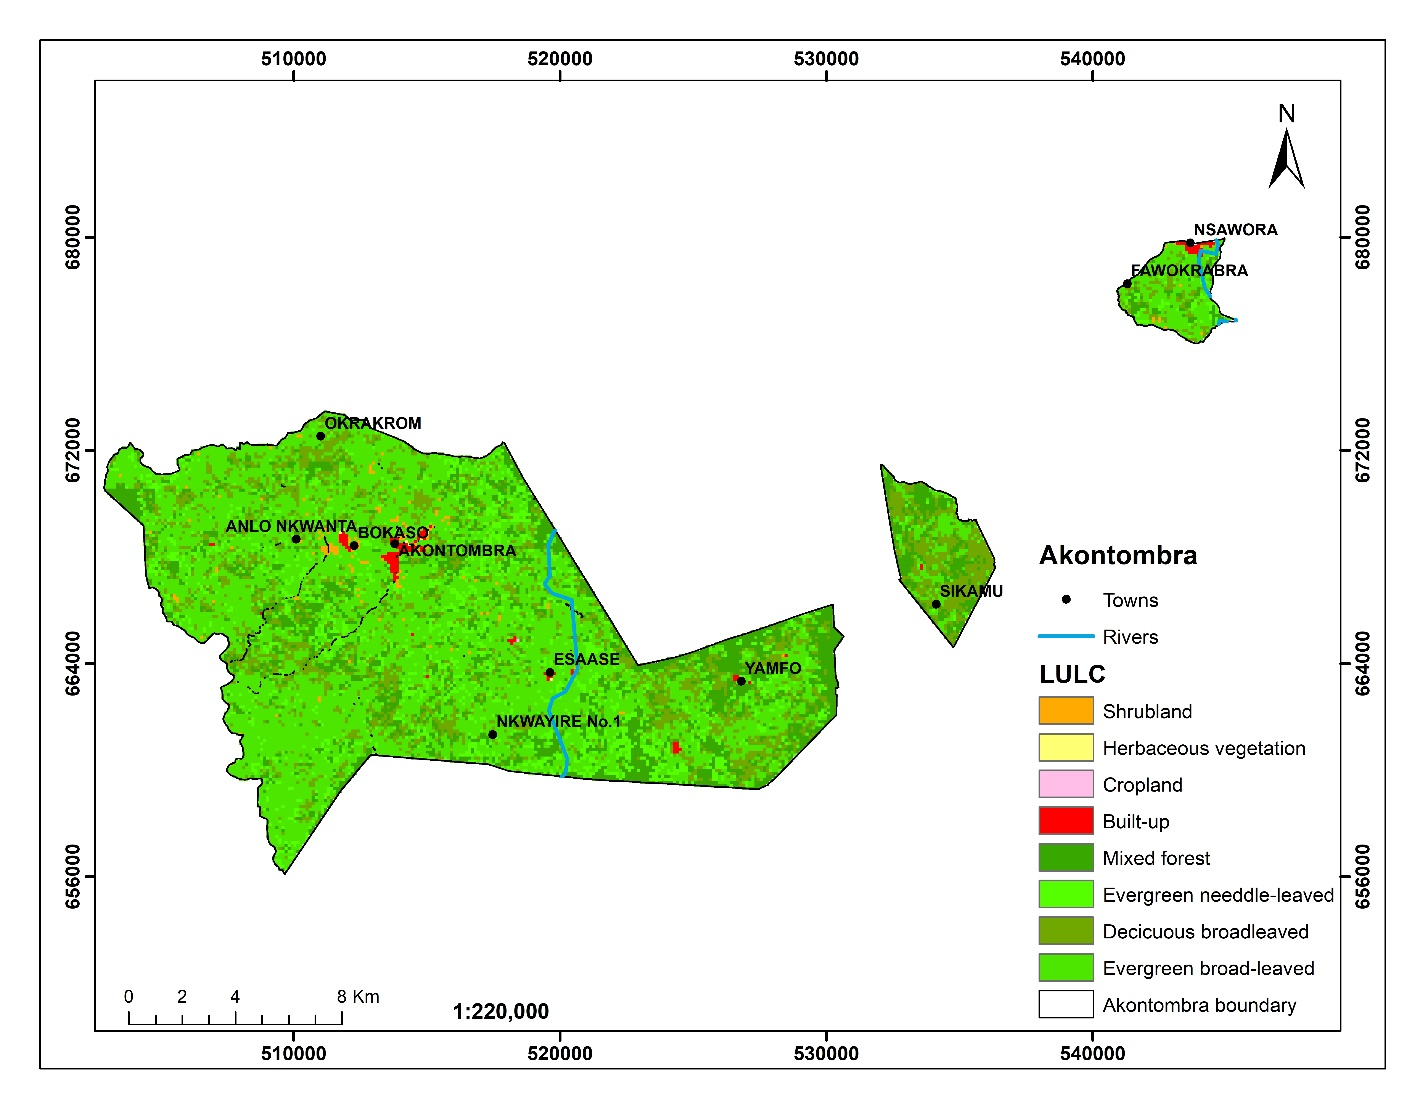 510000
520000
530000
540000
N
680000
680000
NSAWORA
FAWOKRABRA
672000
672000
OKRAKROM
ANLO NKWANTA
BOKASO
AKONTOMBRA
SIKAMU
Akontombra
Towns
Rivers
664000
664000
ESAASE
YAMFO
LULC
NKWAYIRE No.1
Shrubland
Herbaceous vegetation
Cropland
Built-up
Mixed forest
656000
656000
Evergreen needdle-leaved
Decicuous broadleaved
Evergreen broad-leaved
Akontombra boundary
0 2 4 8 Km
1:220,000
510000
520000
530000
540000